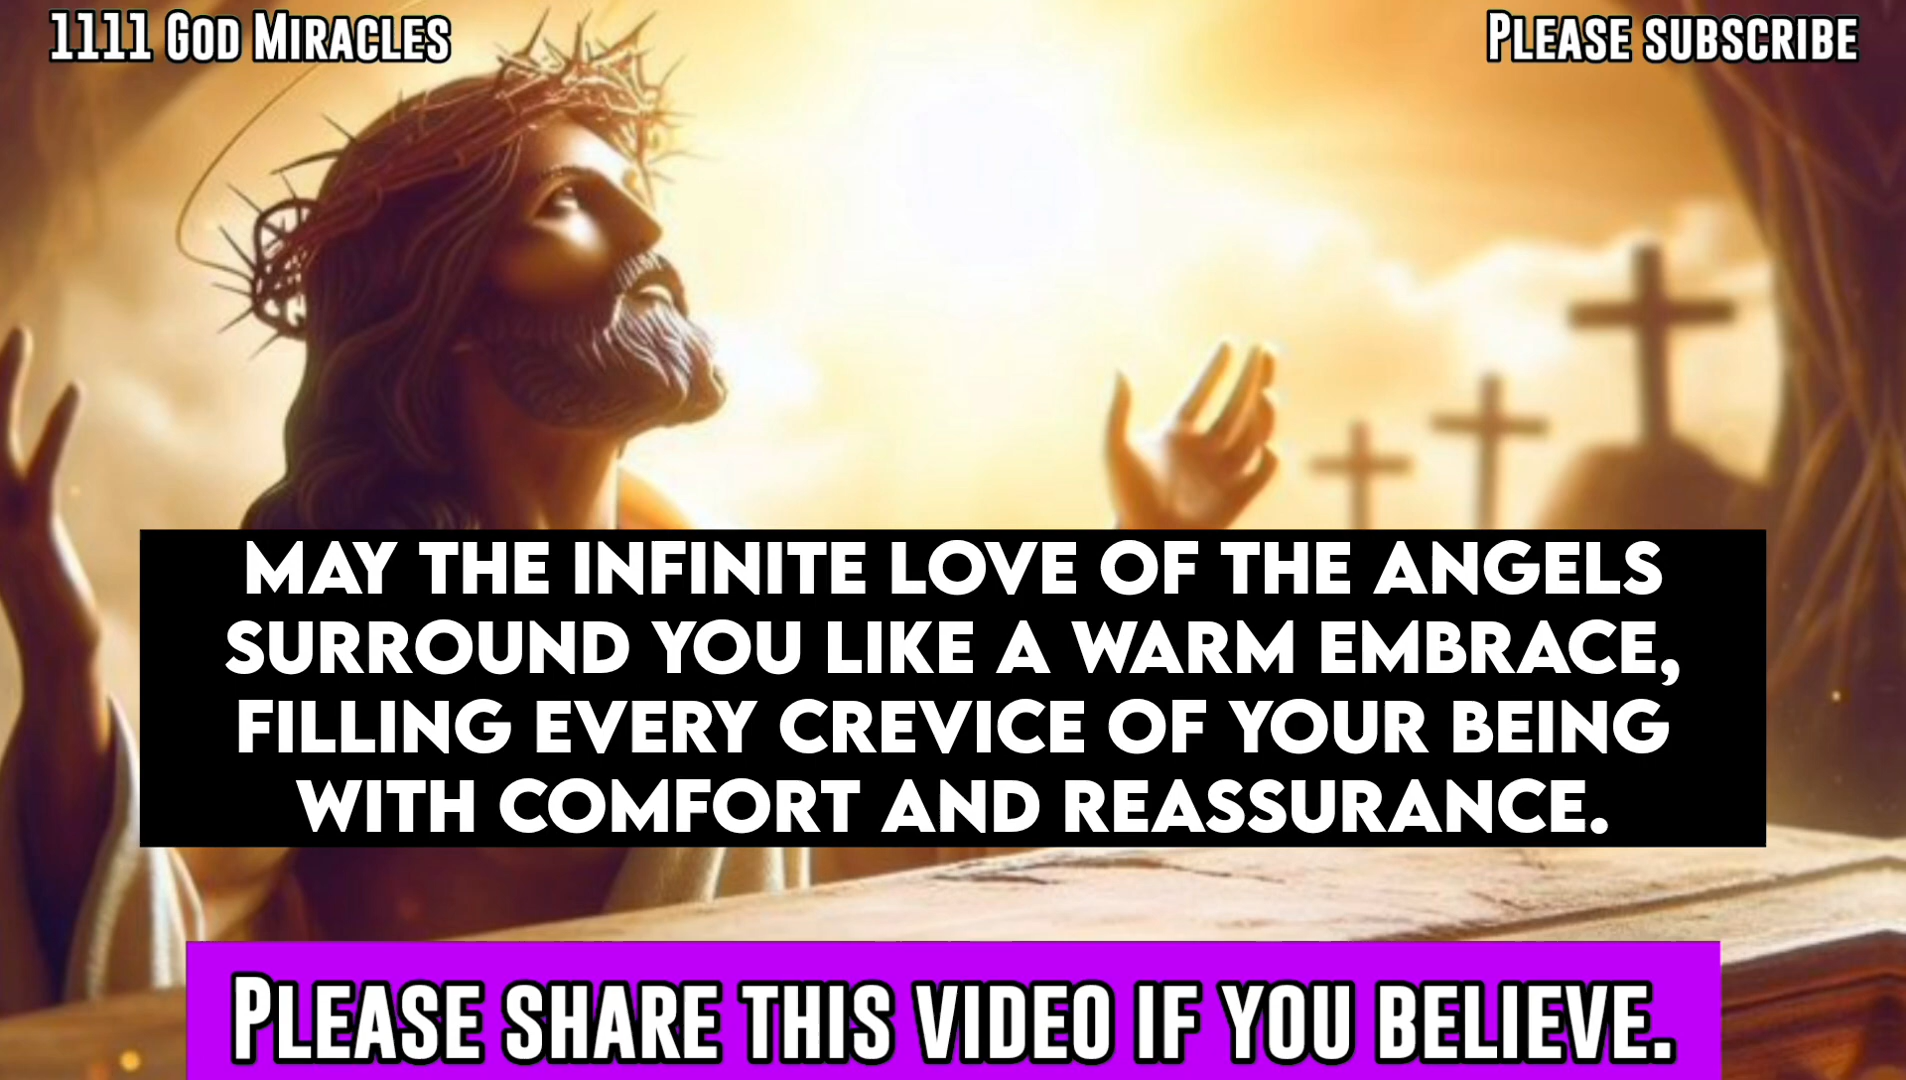 1111 God Miracles
Please subscribe
MAY THE INFINITE LOVE OF THE ANGELS
SURROUND YOU LIKE A WARM EMBRACE,
FILLING EVERY CREVICE OF YOUR BEING
WITH COMFORT AND REASSURANCE.
Please share this video if you believe.